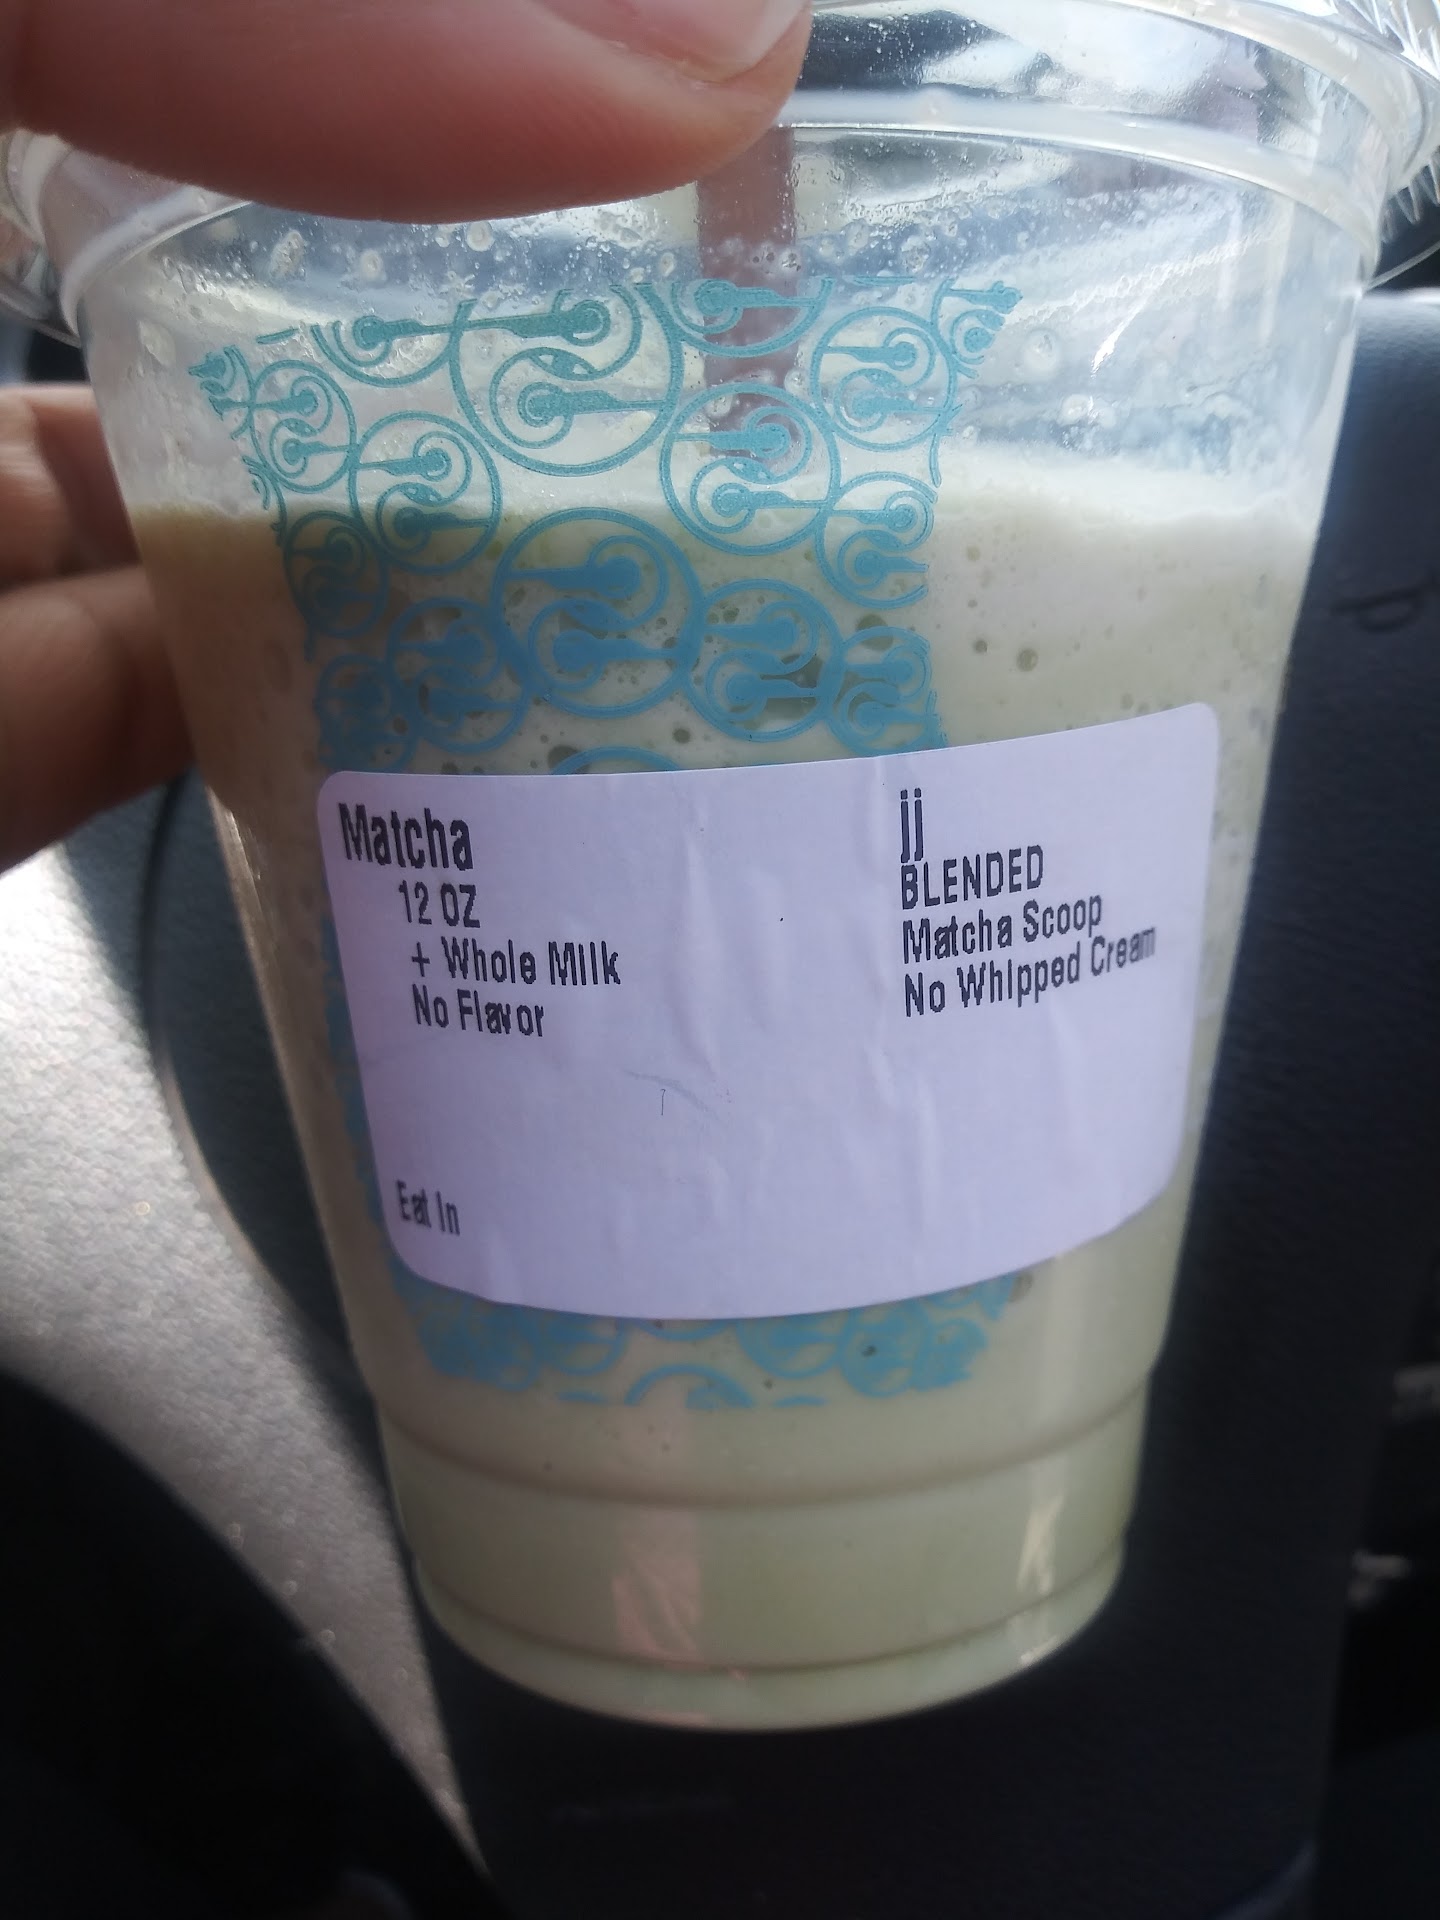 Matcha
12 OZ
+ Whole Milk
No Flavor
Eat In
jj
BLENDED
Matcha Scoop
No Whipped Cream